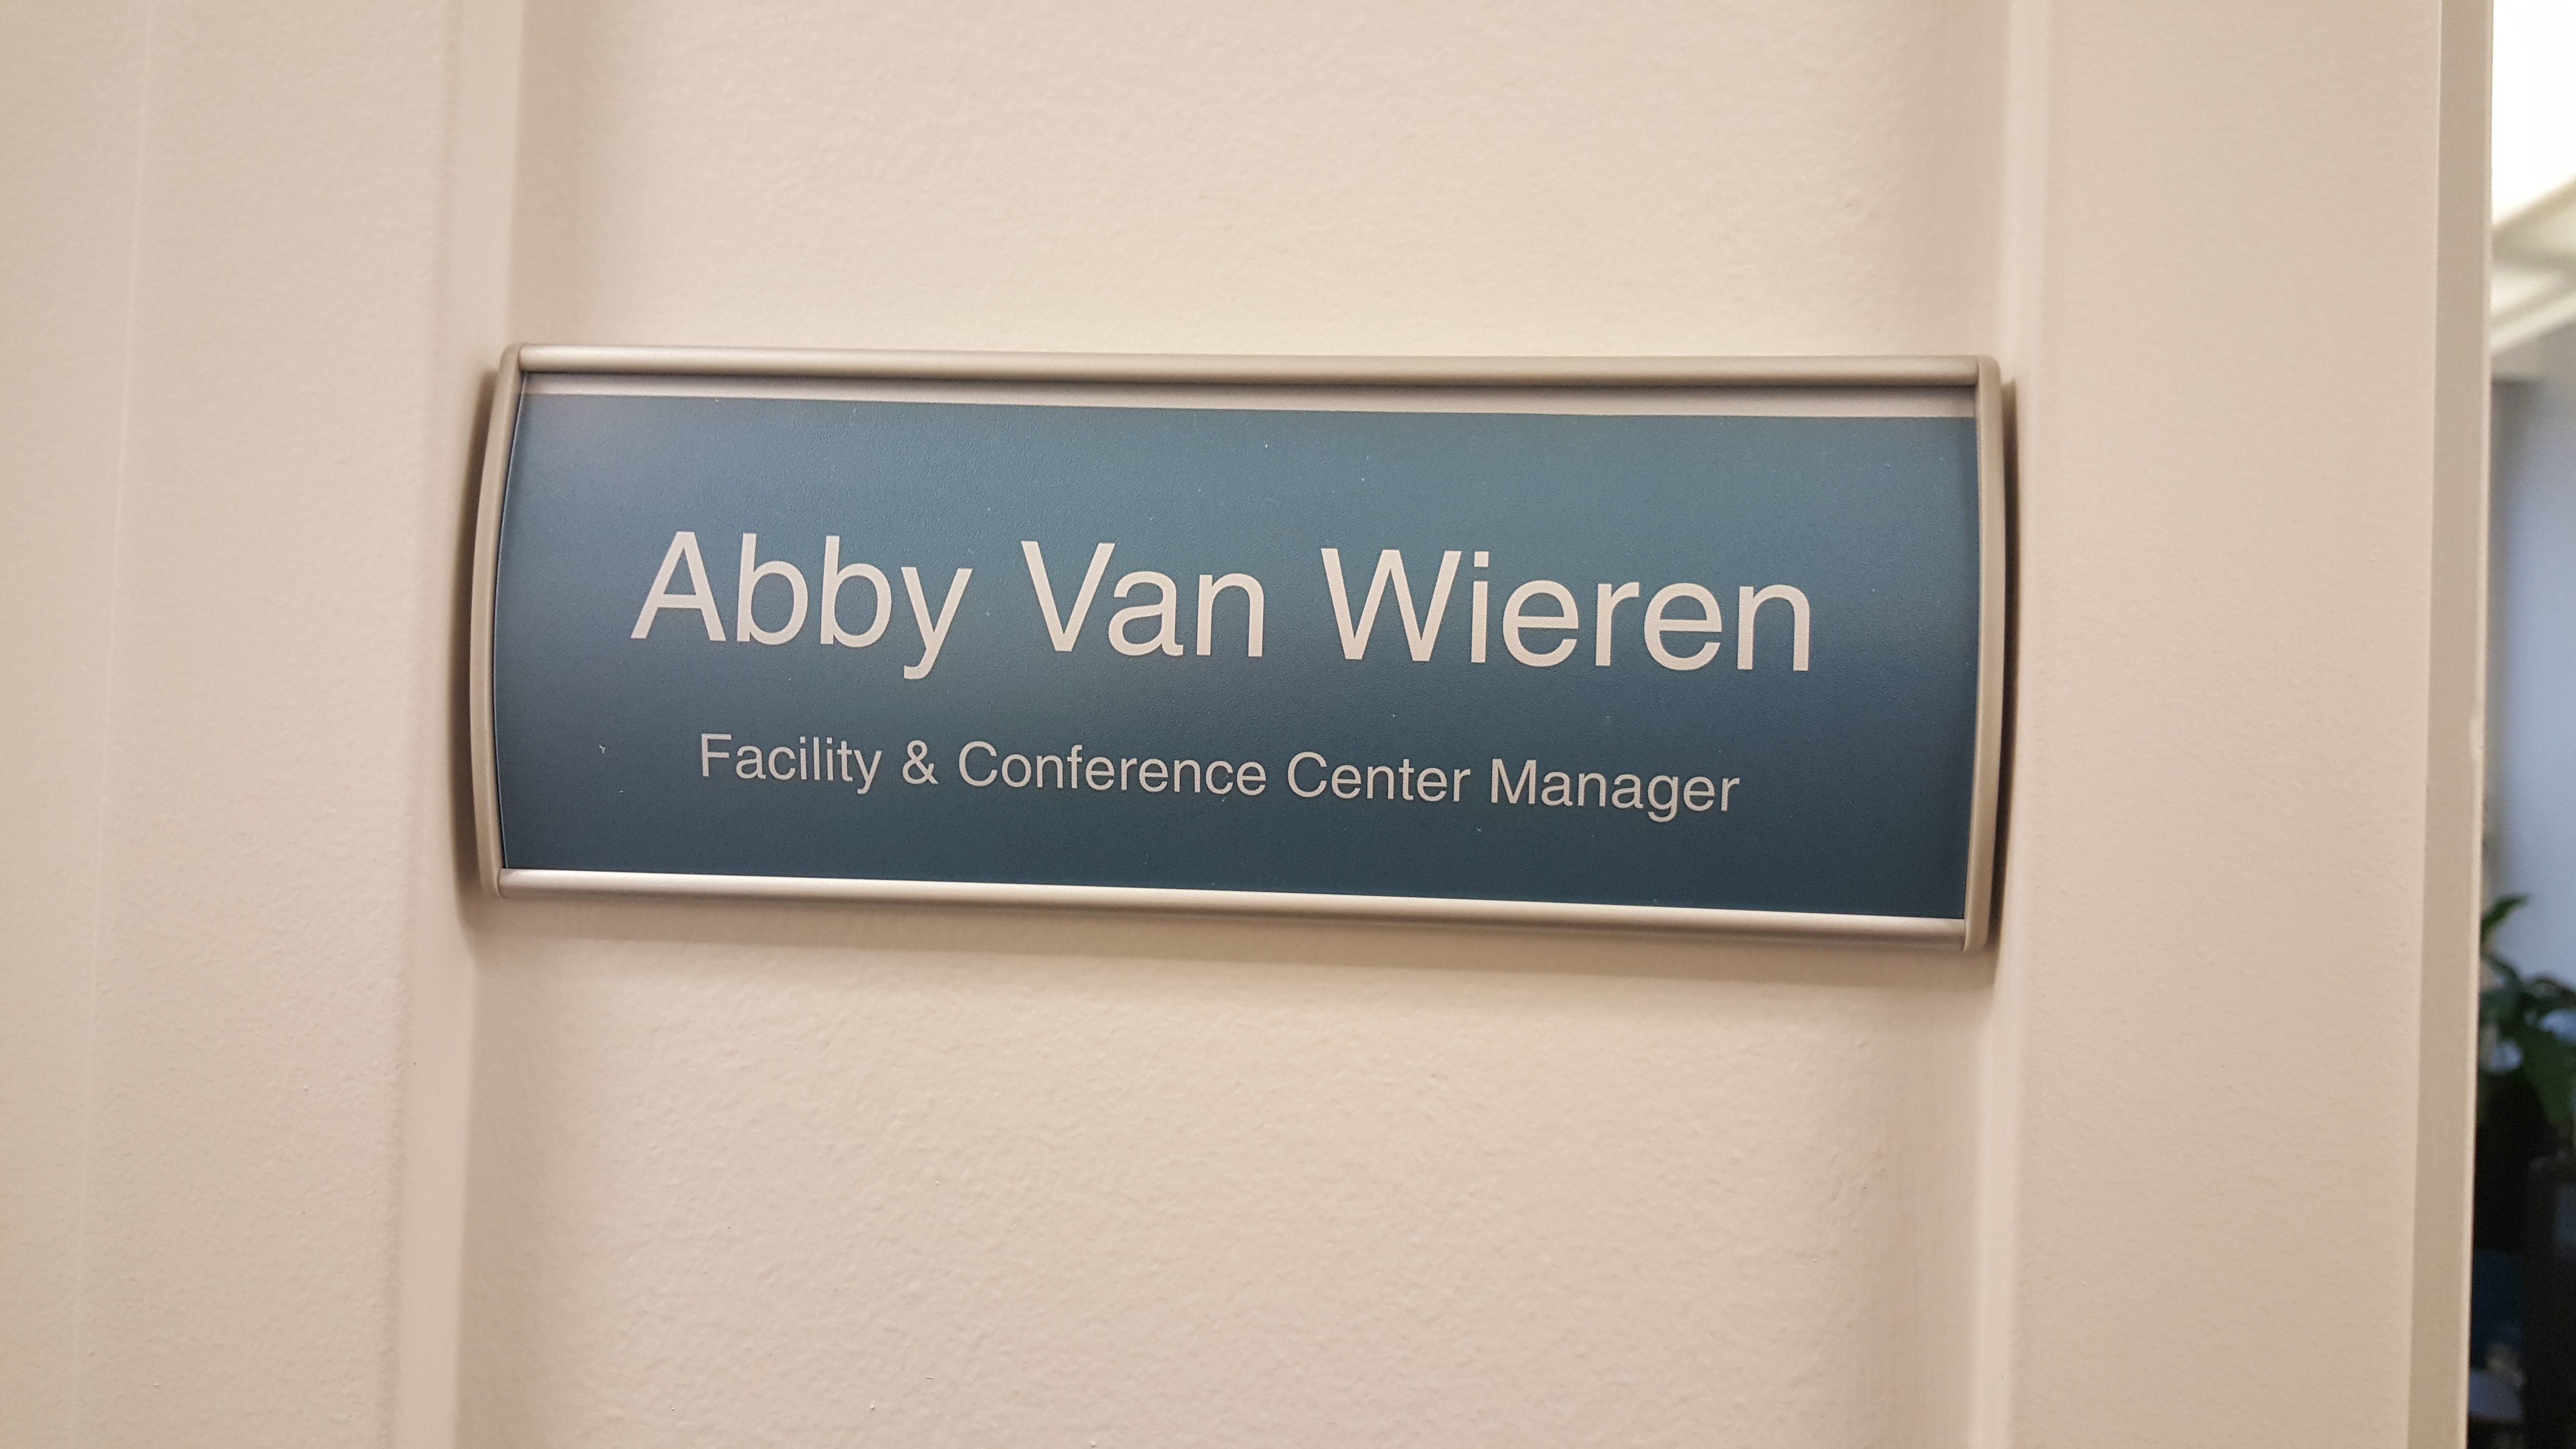 Abby Van Wieren
Facility & Conference Center Manager